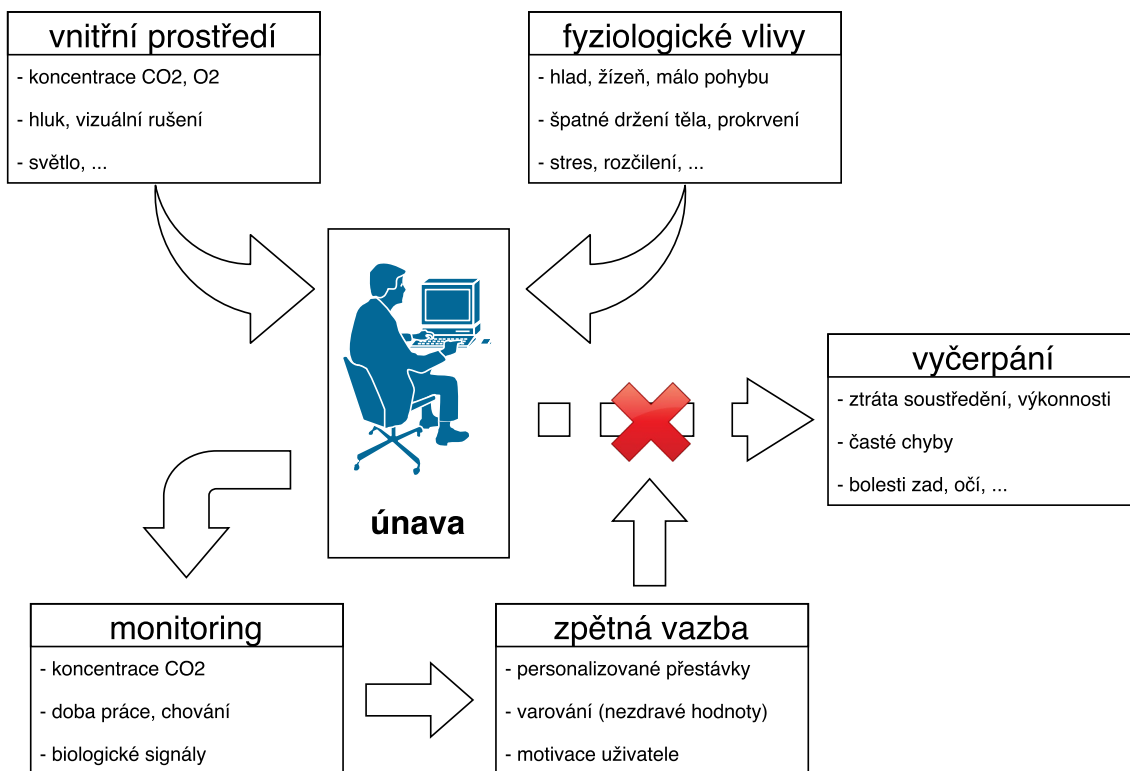 vnitřní prostředí
- koncentrace CO2, O2
- hluk, vizuální rušení
- světlo, ...
fyziologické vlivy
- hlad, žízeň, málo pohybu
- špatné držení těla, prokrvení
- stres, rozčilení, ...
únava
vyčerpání
- ztráta soustředění, výkonnosti
- časté chyby
- bolesti zad, očí, ...
monitoring
- koncentrace CO2
- doba práce, chování
- biologické signály
zpětná vazba
- personalizované přestávky
- varování (nezdravé hodnoty)
- motivace uživatele